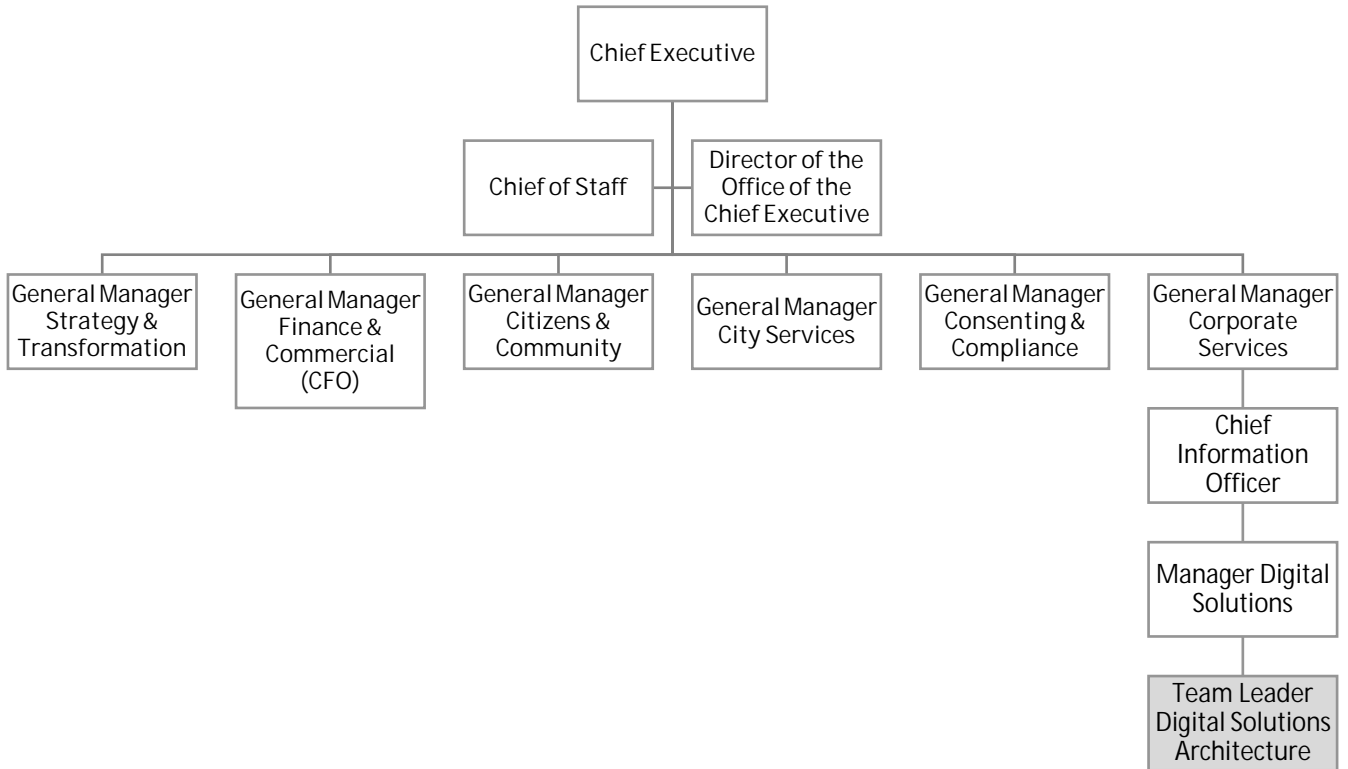 Chief Executive
Chief of Staff
Director of the
Office of the
Chief Executive
General Manager
Strategy &
Transformation
General Manager
Finance &
Commercial
(CFO)
General Manager
Citizens &
Community
General Manager
City Services
General Manager
Consenting &
Compliance
General Manager
Corporate
Services
Chief
Information
Officer
Manager Digital
Solutions
Team Leader
Digital Solutions
Architecture